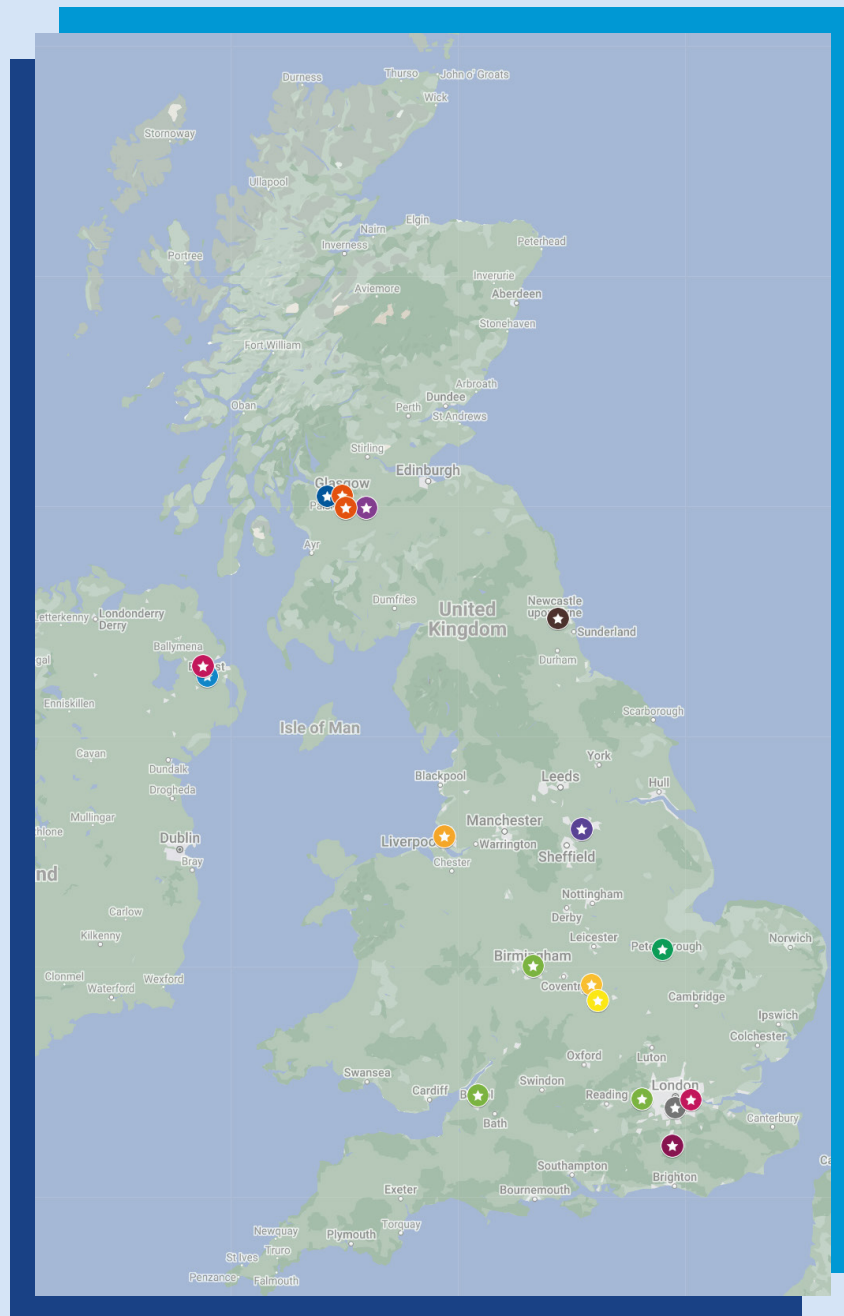 Thurso
John o' Groats
Durness
Wick
Stornoway
Ullapool
Elgin
Nairn
Peterhead
Inverness
Portree
Inverurie
Aviemore
Aberdeen
Stonehaven
Fort William
Arbroath
Dundee
Oban
Perth
St Andrews
Stirling
Edinburgh
Glasgow
Ayr
Dumfries
Newcastle
United
Kingdom
Londonderry
Derry
Letterkenny
Sunderland
Ballymena
Durham
Enniskillen
Scarborough
Isle of Man
Cavan
York
Dundalk
Blackpool
Leeds
Hull
Drogheda
Mullingar
Manchester
Dublin
Warrington
Sheffield
Bray
Chester
nd
Nottingham
Carlow
Derby
Kilkenny
Leicester
Norwich
Birmingham
Clonmel
Wexford
Waterford
Cambridge
Ipswich
Colchester
Oxford
Luton
Swansea
Swindon
London
Cardiff
Reading
Canterbury
Bath
Southampton
Brighton
Exeter
Bournemouth
Torquay
Newquay
Plymouth
Truro
St Ives
Penzance
Falmouth